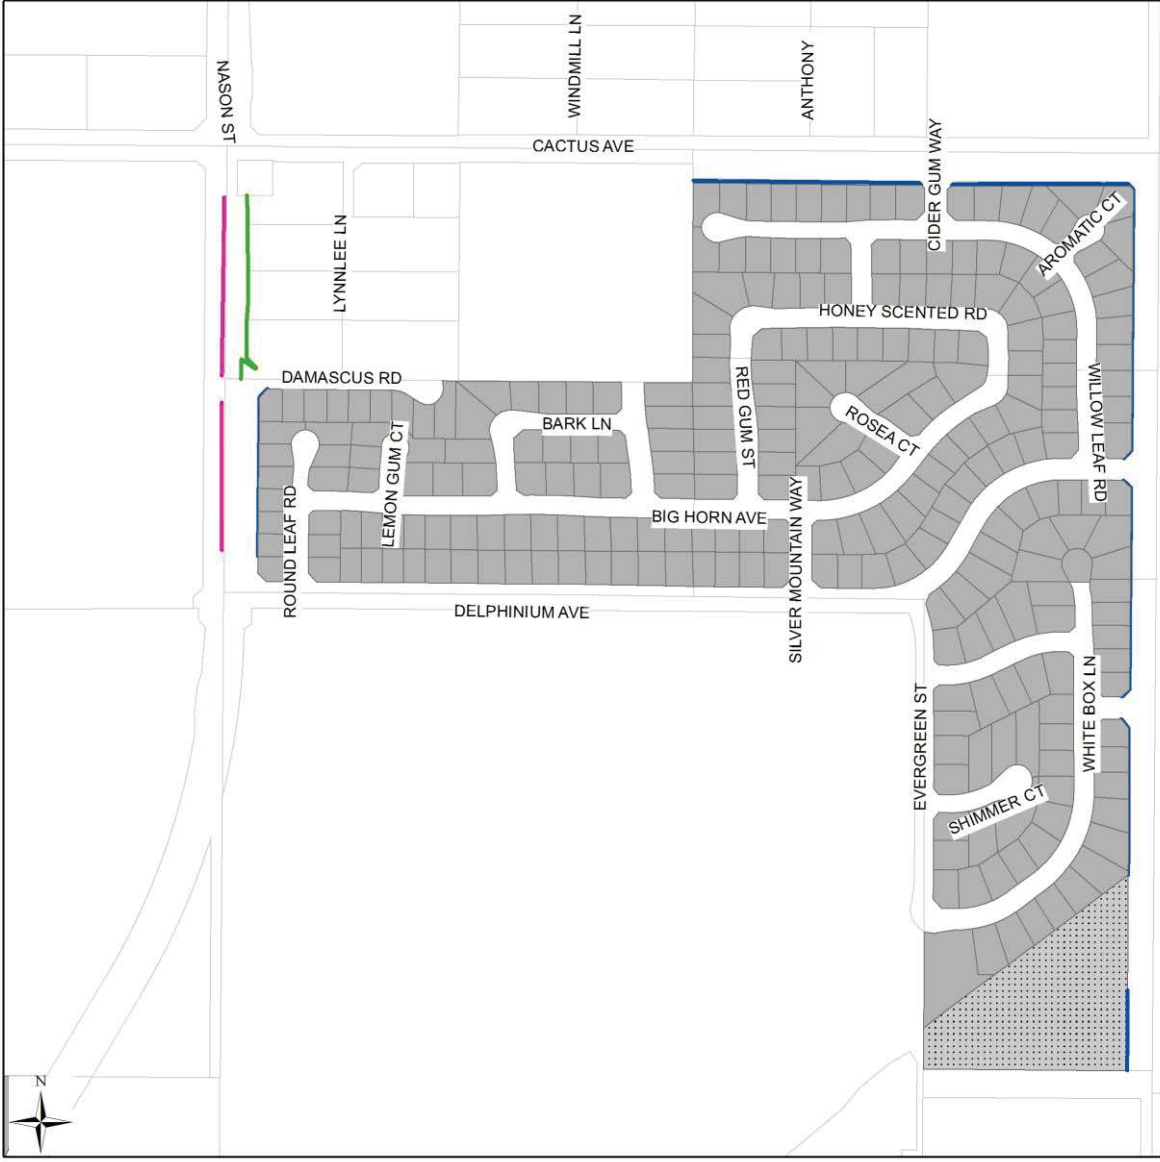 WINDMILL LN
ANTHONY
NASON ST
CACTUS AVE
CIDER GUM WAY
AROMATIC CT
LYNNLEE LN
HONEY SCENTED RD
DAMASCUS RD
RED GUM ST
WILLOW LEAF RD
ROSEA CT
BARK LN
LEMON GUM CT
BIG HORN AVE
ROUND LEAF RD
SILVER MOUNTAIN WAY
DELPHINIUM AVE
WHITE BOX LN
EVERGREEN ST
SHIMMER CT
N